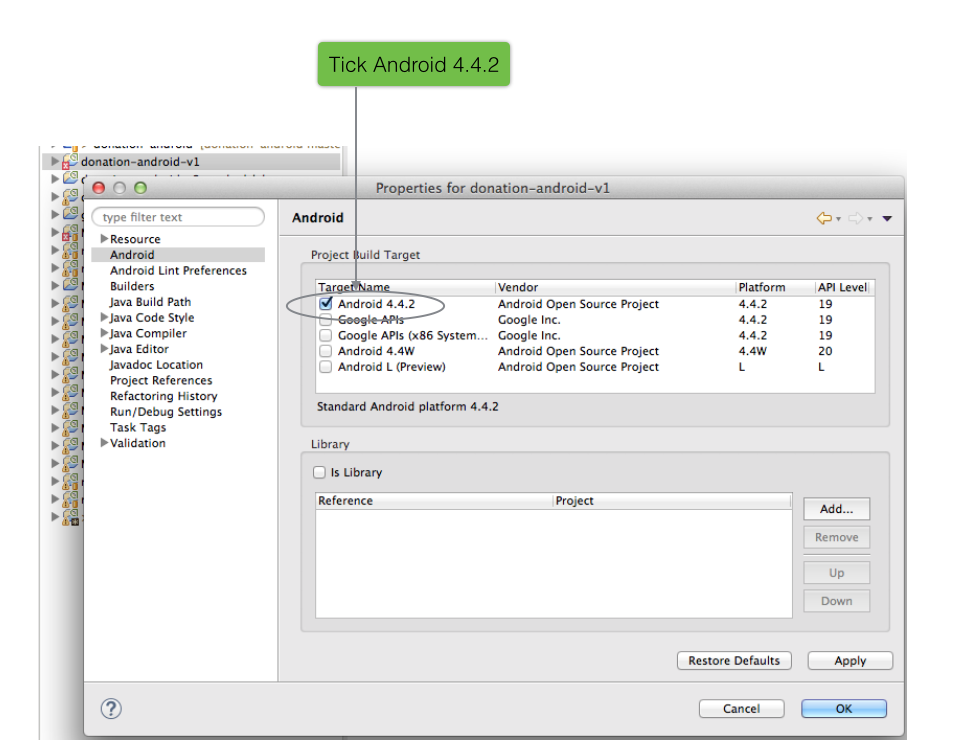 Tick Android 4.4.2
donation-android-v1
Properties for donation-android-v1
type filter text
Resource
Android
Android Lint Preferences
Builders
Java Build Path
Java Code Style
Java Compiler
Java Editor
Javadoc Location
Project References
Refactoring History
Run/Debug Settings
Task Tags
Validation
Android
Project Build Target
Target Name Vendor Platform API Level
Android 4.4.2 Android Open Source Project 4.4.2 19
Google APIs Google Inc. 4.4.2 19
Google APIs (x86 System... Google Inc. 4.4.2 19
Android 4.4W Android Open Source Project 4.4W 20
Android L (Preview) Android Open Source Project L L
Standard Android platform 4.4.2
Library
Is Library
Reference Project
Add...
Remove
Up
Down
Restore Defaults Apply
? Cancel OK